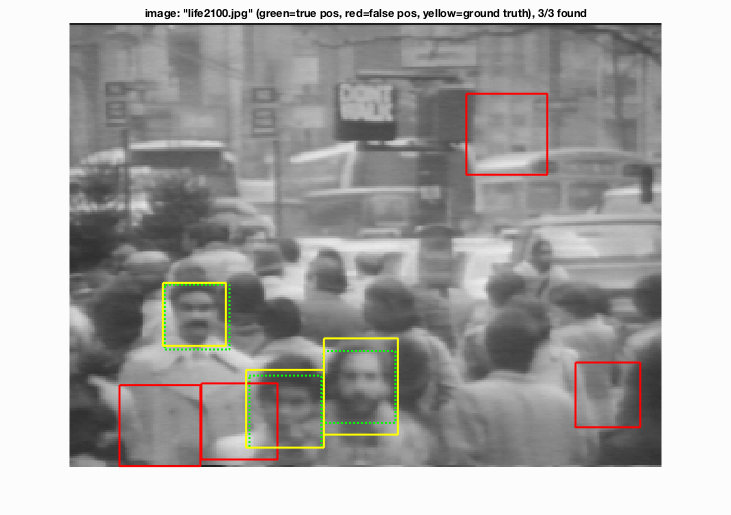 image: "life2100.jpg" (green=true pos, red=false pos, yellow=ground truth), 3/3 found
DONT
WALK